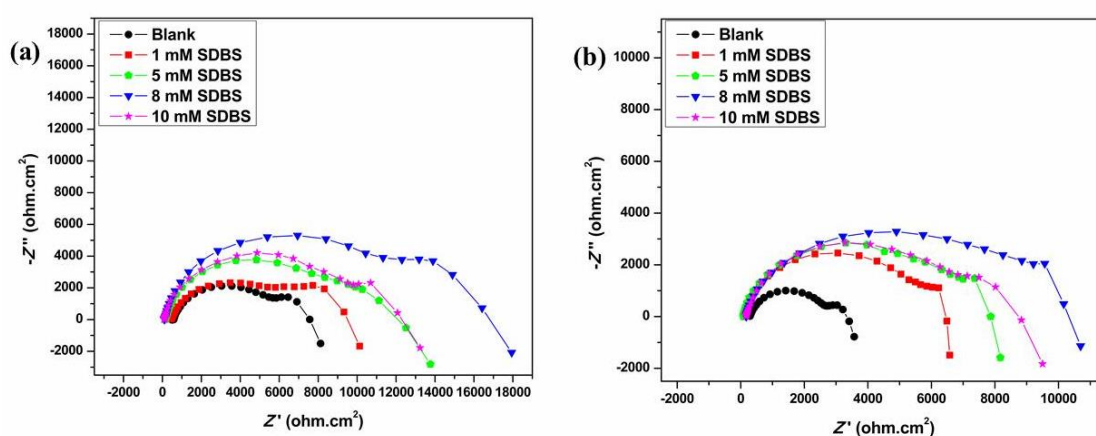 (a)
Blank
1 mM SDBS
5 mM SDBS
8 mM SDBS
10 mM SDBS
18000
16000
14000
12000
10000
8000
6000
4000
2000
0
-2000
-Z'' (ohm.cm²)
-2000 0 2000 4000 6000 8000 10000 12000 14000 16000 18000
Z' (ohm.cm²)
(b)
Blank
1 mM SDBS
5 mM SDBS
8 mM SDBS
10 mM SDBS
10000
8000
6000
4000
2000
0
-2000
-Z'' (ohm.cm²)
-2000 0 2000 4000 6000 8000 10000
Z' (ohm.cm²)